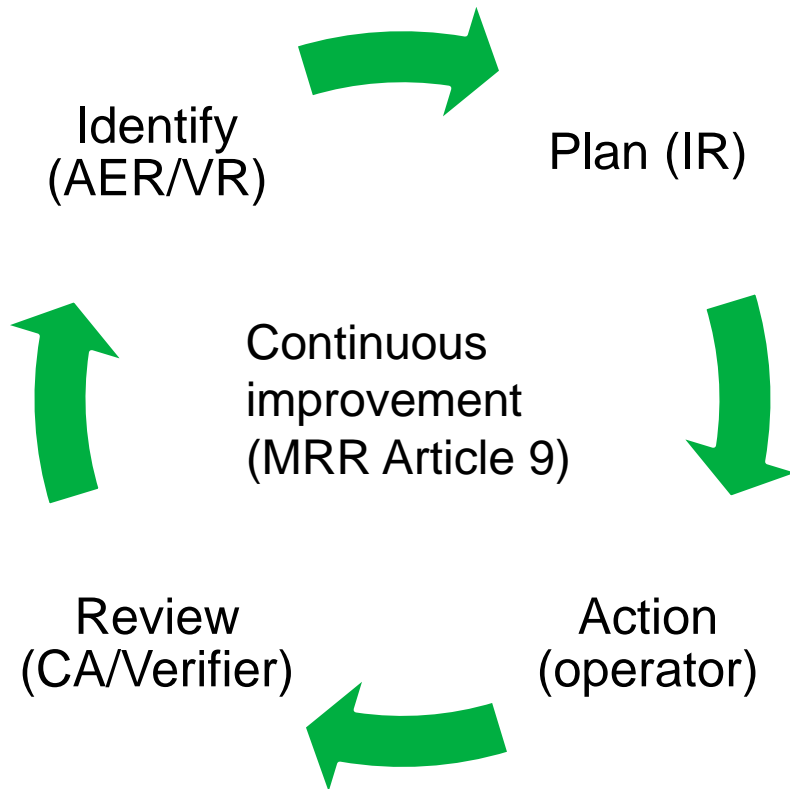 Identify
(AER/VR)
Plan (IR)
Continuous
improvement
(MRR Article 9)
Review
(CA/Verifier)
Action
(operator)